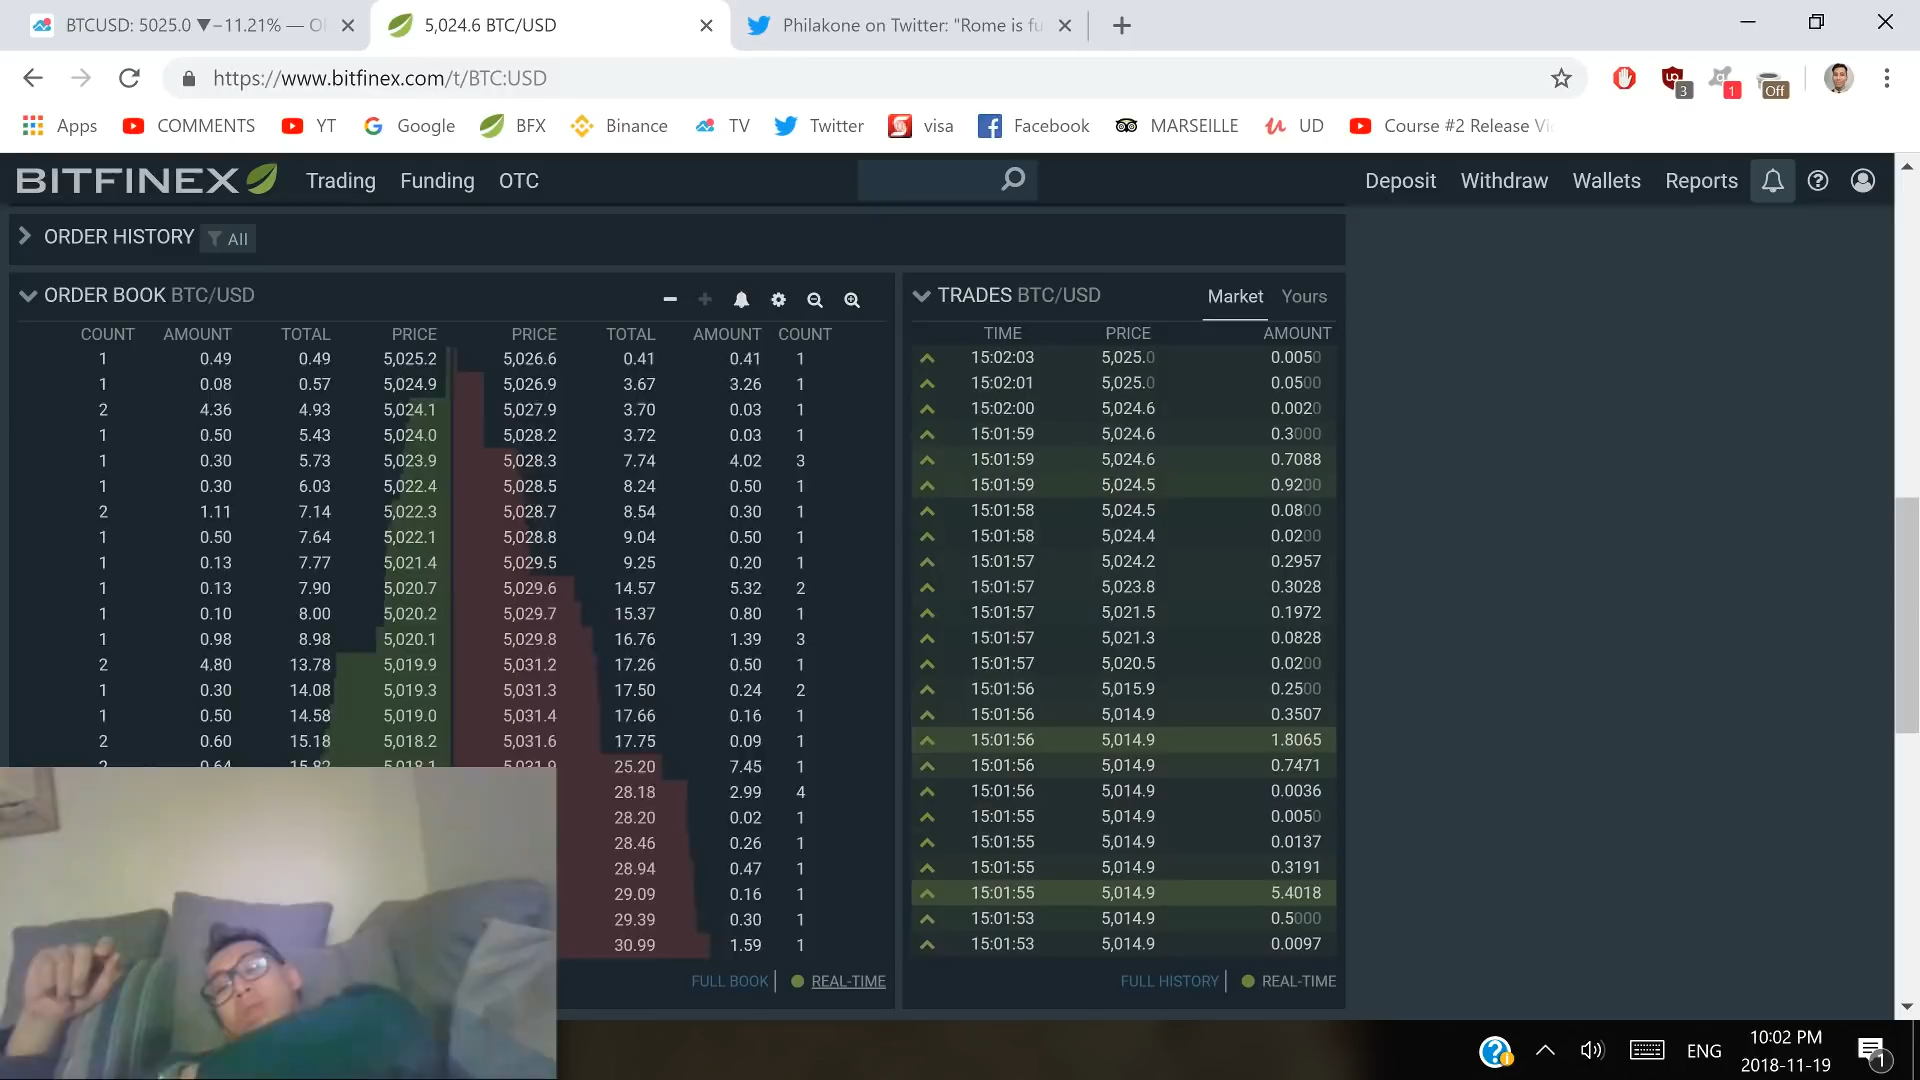 BTCUSD: 5025.0 ▼−11.21% — O
5,024.6 BTC/USD
Philakone on Twitter: "Rome is fu
https://www.bitfinex.com/t/BTC:USD
3
1
Off
Apps
COMMENTS
YT
Google
BFX
Binance
TV
Twitter
visa
Facebook
MARSEILLE
UD
Course #2 Release Vi
BITFINEX
Trading
Funding
OTC
Deposit
Withdraw
Wallets
Reports
ORDER HISTORY All
ORDER BOOK BTC/USD
COUNT AMOUNT TOTAL PRICE PRICE TOTAL AMOUNT COUNT
1 0.49 0.49 5,025.2 5,026.6 0.41 0.41 1
1 0.08 0.57 5,024.9 5,026.9 3.67 3.26 1
2 4.36 4.93 5,024.1 5,027.9 3.70 0.03 1
1 0.50 5.43 5,024.0 5,028.2 3.72 0.03 1
1 0.30 5.73 5,023.9 5,028.3 7.74 4.02 3
1 0.30 6.03 5,022.4 5,028.5 8.24 0.50 1
2 1.11 7.14 5,022.3 5,028.7 8.54 0.30 1
1 0.50 7.64 5,022.1 5,028.8 9.04 0.50 1
1 0.13 7.77 5,021.4 5,029.5 9.25 0.20 1
1 0.13 7.90 5,020.7 5,029.6 14.57 5.32 2
1 0.10 8.00 5,020.2 5,029.7 15.37 0.80 1
1 0.98 8.98 5,020.1 5,029.8 16.76 1.39 3
2 4.80 13.78 5,019.9 5,031.2 17.26 0.50 1
1 0.30 14.08 5,019.3 5,031.3 17.50 0.24 2
1 0.50 14.58 5,019.0 5,031.4 17.66 0.16 1
2 0.60 15.18 5,018.2 5,031.6 17.75 0.09 1
2 0.64 15.82 5,018.1 5,031.9 25.20 7.45 1
28.18 2.99 4
28.20 0.02 1
28.46 0.26 1
28.94 0.47 1
29.09 0.16 1
29.39 0.30 1
30.99 1.59 1
FULL BOOK REAL-TIME
TRADES BTC/USD Market Yours
TIME PRICE AMOUNT
15:02:03 5,025.0 0.0050
15:02:01 5,025.0 0.0500
15:02:00 5,024.6 0.0020
15:01:59 5,024.6 0.3000
15:01:59 5,024.6 0.7088
15:01:59 5,024.5 0.9200
15:01:58 5,024.5 0.0800
15:01:58 5,024.4 0.0200
15:01:57 5,024.2 0.2957
15:01:57 5,023.8 0.3028
15:01:57 5,021.5 0.1972
15:01:57 5,021.3 0.0828
15:01:57 5,020.5 0.0200
15:01:56 5,015.9 0.2500
15:01:56 5,014.9 0.3507
15:01:56 5,014.9 1.8065
15:01:56 5,014.9 0.7471
15:01:56 5,014.9 0.0036
15:01:55 5,014.9 0.0050
15:01:55 5,014.9 0.0137
15:01:55 5,014.9 0.3191
15:01:55 5,014.9 5.4018
15:01:53 5,014.9 0.5000
15:01:53 5,014.9 0.0097
FULL HISTORY REAL-TIME
ENG
10:02 PM
2018-11-19
1